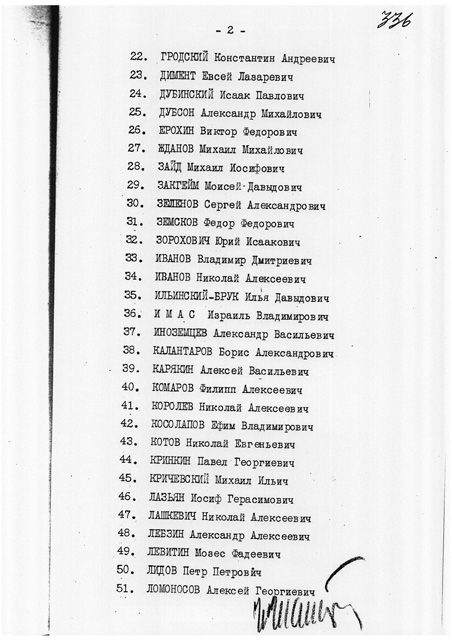 - 2 -
336
22. ГРОДСКИЙ Константин Андреевич
23. ДИМЕНТ Евсей Лазаревич
24. ДУБИНСКИЙ Исаак Павлович
25. ДУБСОН Александр Михайлович
26. ЕРОХИН Виктор Федорович
27. ЖДАНОВ Михаил Михайлович
28. ЗАЙД Михаил Иосифович
29. ЗАКГЕЙМ Моисей Давыдович
30. ЗЕЛЕНОВ Сергей Александрович
31. ЗЕМСКОВ Федор Федорович
32. ЗОРОХОВИЧ Юрий Исаакович
33. ИВАНОВ Владимир Дмитриевич
34. ИВАНОВ Николай Алексеевич
35. ИЛЬИНСКИЙ-БРУК Илья Давыдович
36. И М А С Израиль Владимирович
37. ИНОЗЕМЦЕВ Александр Васильевич
38. КАЛАНТАРОВ Борис Александрович
39. КАРЯКИН Алексей Васильевич
40. КОМАРОВ Филипп Алексеевич
41. КОРОЛЕВ Николай Алексеевич
42. КОСОЛАПОВ Ефим Владимирович
43. КОТОВ Николай Евгеньевич
44. КРИНКИН Павел Георгиевич
45. КРИЧЕВСКИЙ Михаил Ильич
46. ЛАЗЬЯН Иосиф Герасимович
47. ЛАШКЕВИЧ Николай Алексеевич
48. ЛЕБЗИН Александр Алексеевич
49. ЛЕВИТИН Мозес Фадеевич
50. ЛИДОВ Петр Петрович
51. ЛОМОНОСОВ Алексей Георгиевич